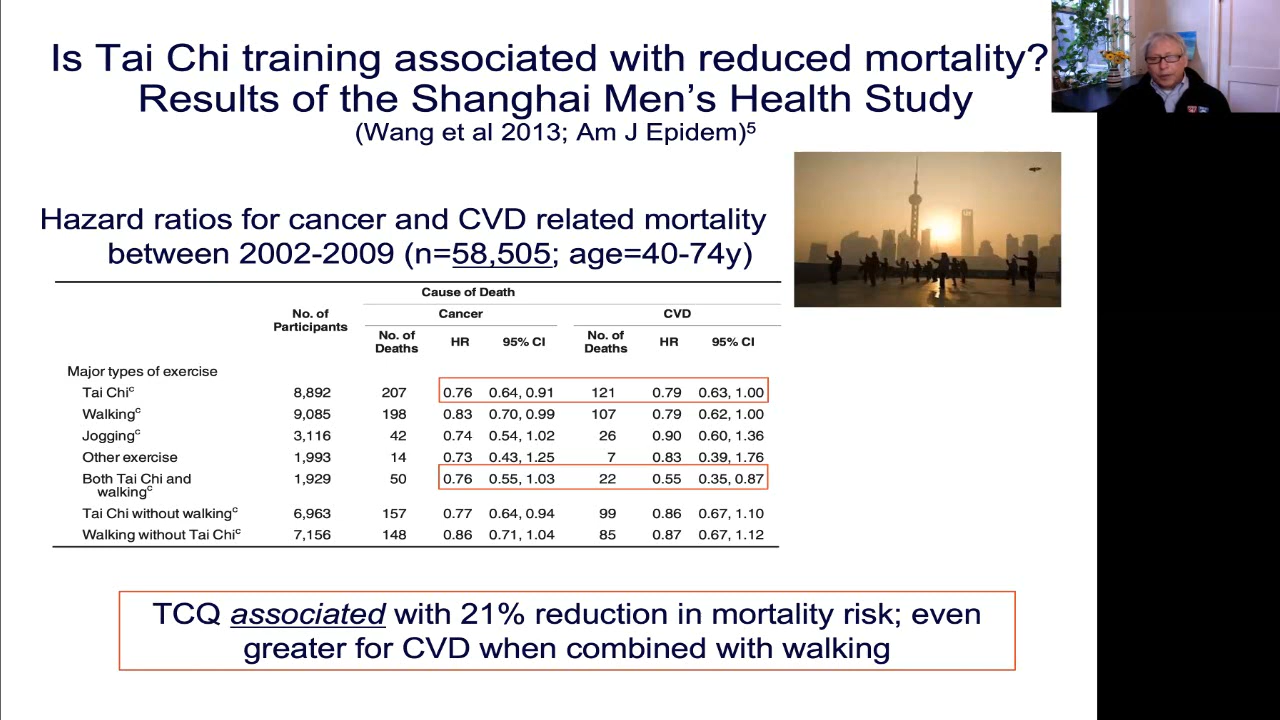 Is Tai Chi training associated with reduced mortality?
Results of the Shanghai Men's Health Study
(Wang et al 2013; Am J Epidem)⁵
Hazard ratios for cancer and CVD related mortality
between 2002-2009 (n=58,505; age=40-74y)
Cause of Death
No. of Participants Cancer CVD
No. of Deaths HR 95% CI No. of Deaths HR 95% CI
Major types of exercise
Tai Chiᶜ 8,892 207 0.76 0.64, 0.91 121 0.79 0.63, 1.00
Walkingᶜ 9,085 198 0.83 0.70, 0.99 107 0.79 0.62, 1.00
Joggingᶜ 3,116 42 0.74 0.54, 1.02 26 0.90 0.60, 1.36
Other exercise 1,993 14 0.73 0.43, 1.25 7 0.83 0.39, 1.76
Both Tai Chi and 1,929 50 0.76 0.55, 1.03 22 0.55 0.35, 0.87
walkingᶜ
Tai Chi without walkingᶜ 6,963 157 0.77 0.64, 0.94 99 0.86 0.67, 1.10
Walking without Tai Chiᶜ 7,156 148 0.86 0.71, 1.04 85 0.87 0.67, 1.12
TCQ associated with 21% reduction in mortality risk; even
greater for CVD when combined with walking